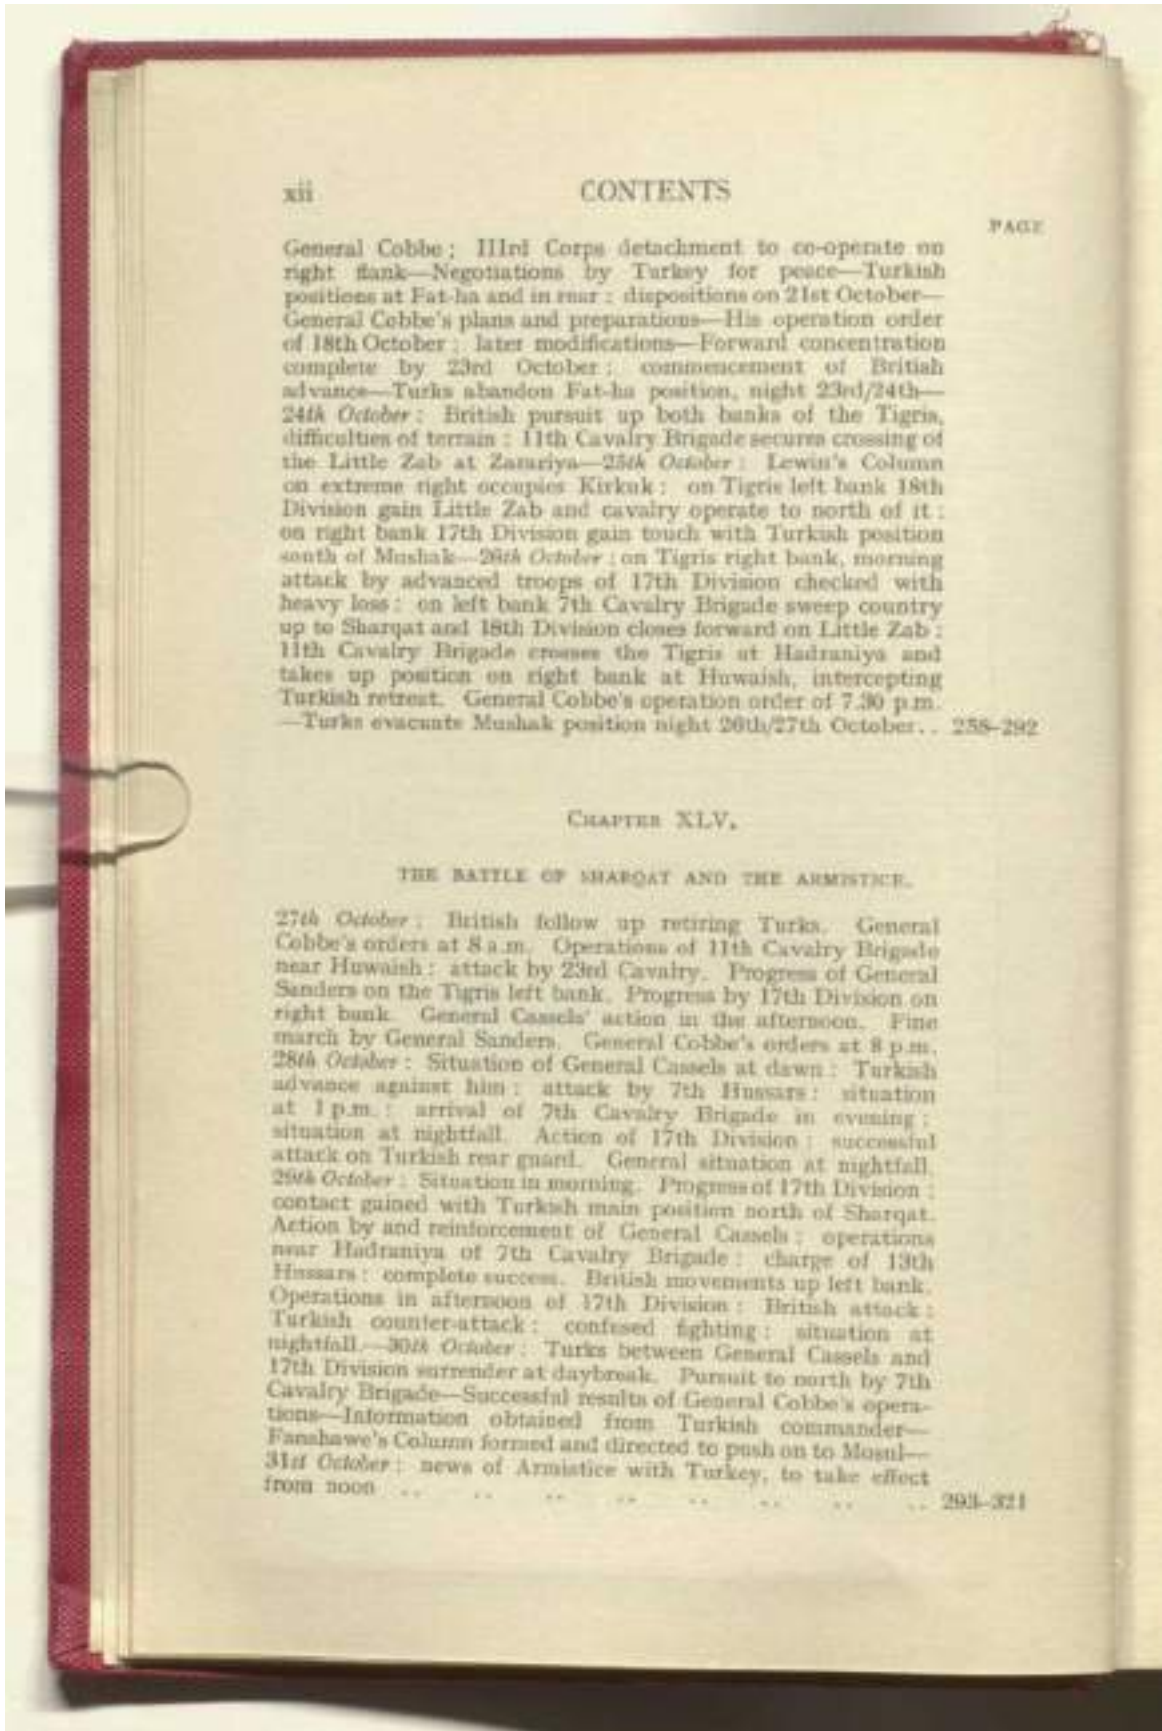 xii CONTENTS
PAGE
General Cobbe; IIIrd Corps detachment to co-operate on
right flank—Negotiations by Turkey for peace—Turkish
positions at Fat-ha and in rear: dispositions on 21st October—
General Cobbe's plans and preparations—His operation order
of 18th October: later modifications—Forward concentration
complete by 23rd October: commencement of British
advance—Turks abandon Fat-ha position, night 23rd/24th—
24th October: British pursuit up both banks of the Tigris,
difficulties of terrain: 11th Cavalry Brigade secures crossing of
the Little Zab at Zarariya—25th October: Lewin's Column
on extreme right occupies Kirkuk: on Tigris left bank 18th
Division gain Little Zab and cavalry operate to north of it:
on right bank 17th Division gain touch with Turkish position
south of Mushak—26th October: on Tigris right bank, morning
attack by advanced troops of 17th Division checked with
heavy loss: on left bank 7th Cavalry Brigade sweep country
up to Sharqat and 18th Division closes forward on Little Zab:
11th Cavalry Brigade crosses the Tigris at Hadraniya and
takes up position on right bank at Huwaish, intercepting
Turkish retreat. General Cobbe's operation order of 7.30 p.m.
—Turks evacuate Mushak position night 26th/27th October.. 258-292
CHAPTER XLV.
THE BATTLE OF SHARQAT AND THE ARMISTICE.
27th October: British follow up retiring Turks. General
Cobbe's orders at 8 a.m. Operations of 11th Cavalry Brigade
near Huwaish: attack by 23rd Cavalry. Progress of General
Sanders on the Tigris left bank. Progress by 17th Division on
right bank. General Cassels' action in the afternoon. Fine
march by General Sanders. General Cobbe's orders at 8 p.m.
28th October: Situation of General Cassels at dawn: Turkish
advance against him: attack by 7th Hussars: situation
at 1 p.m.: arrival of 7th Cavalry Brigade in evening:
situation at nightfall. Action of 17th Division: successful
attack on Turkish rear guard. General situation at nightfall.
29th October: Situation in morning. Progress of 17th Division:
contact gained with Turkish main position north of Sharqat.
Action by and reinforcement of General Cassels: operations
near Hadraniya of 7th Cavalry Brigade: charge of 13th
Hussars: complete success. British movements up left bank.
Operations in afternoon of 17th Division: British attack:
Turkish counter-attack: confused fighting: situation at
nightfall.—30th October: Turks between General Cassels and
17th Division surrender at daybreak. Pursuit to north by 7th
Cavalry Brigade—Successful results of General Cobbe's opera-
tions—Information obtained from Turkish commander—
Fanshawe's Column formed and directed to push on to Mosul—
31st October: news of Armistice with Turkey, to take effect
from noon .. .. .. .. .. .. .. .. 293-321